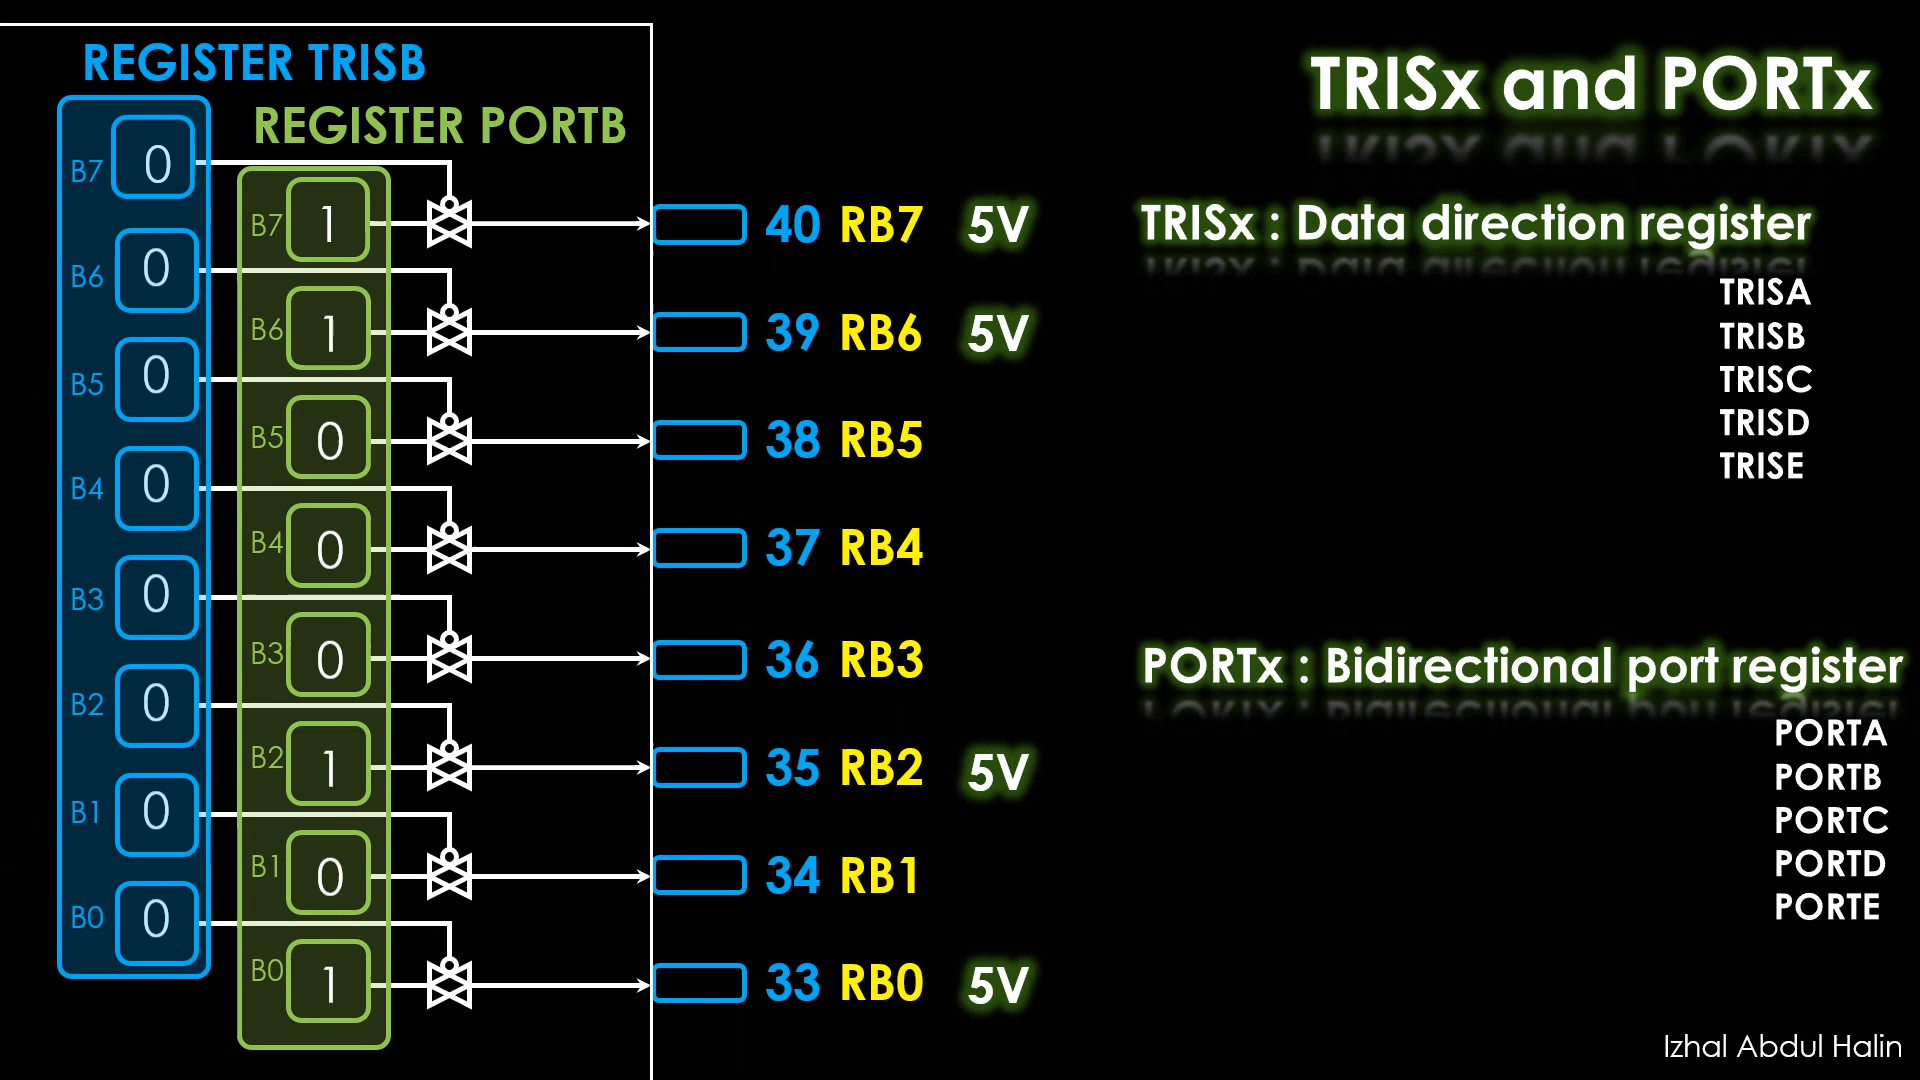 REGISTER TRISB
REGISTER PORTB
TRISx and PORTx
B7 0
B7 1 40 RB7 5V
TRISx : Data direction register
B6 0
B6 1 39 RB6 5V
TRISA
TRISB
TRISC
TRISD
TRISE
B5 0
B5 0 38 RB5
B4 0
B4 0 37 RB4
B3 0
B3 0 36 RB3
PORTx : Bidirectional port register
B2 0
B2 1 35 RB2 5V
PORTA
PORTB
PORTC
PORTD
PORTE
B1 0
B1 0 34 RB1
B0 0
B0 1 33 RB0 5V
Izhal Abdul Halin